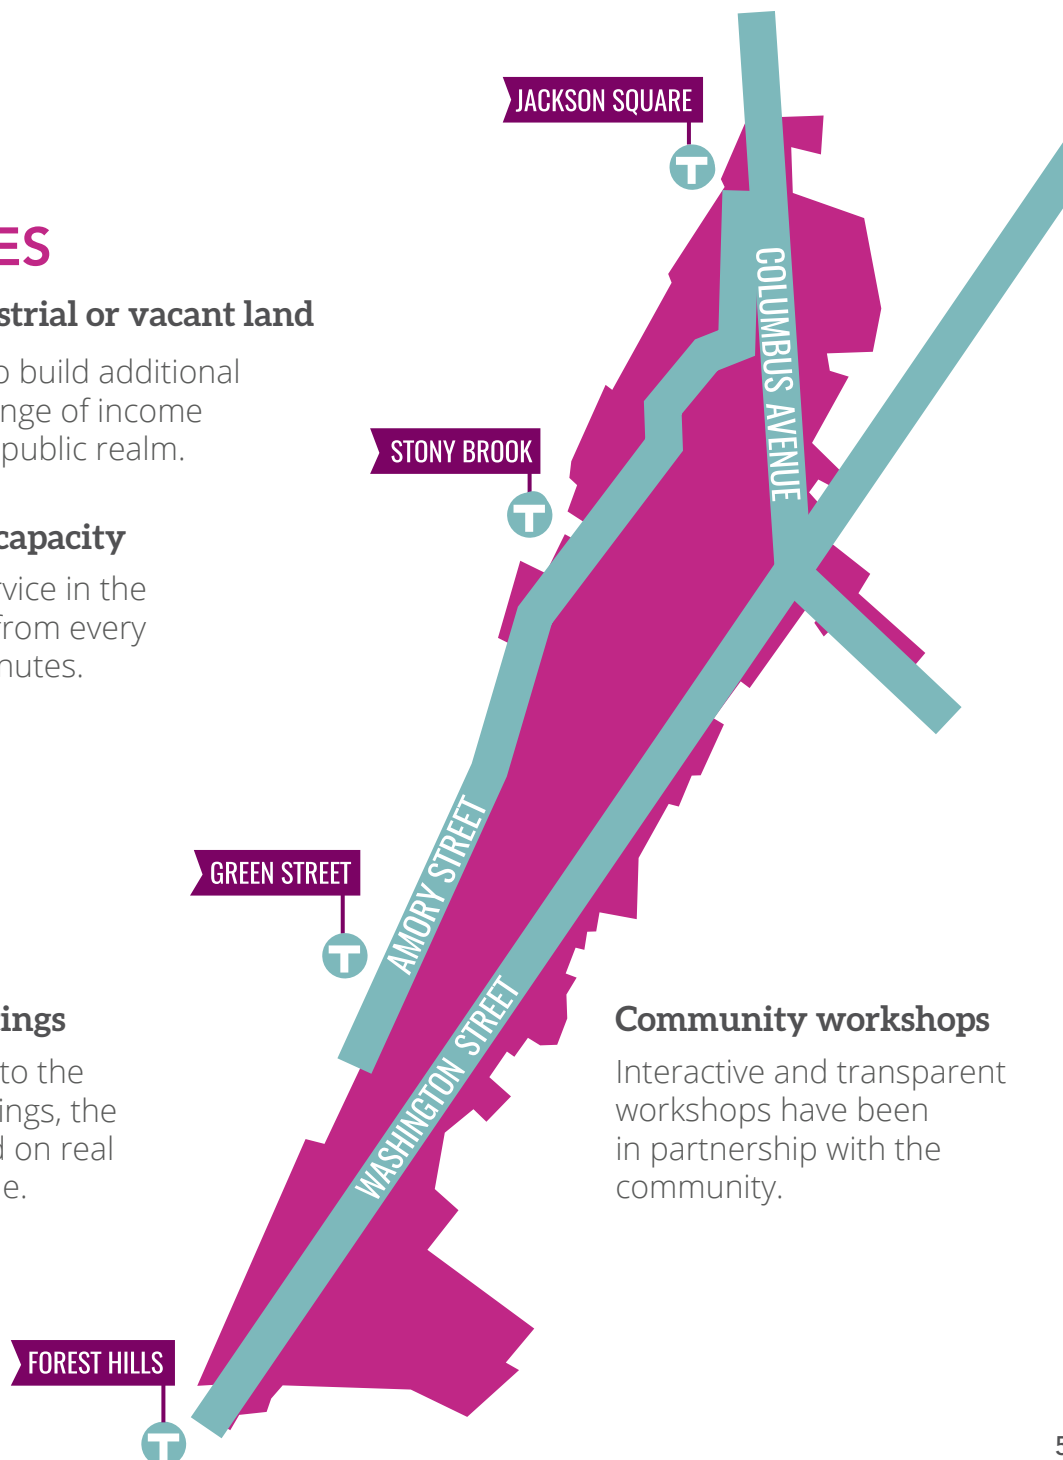 JACKSON SQUARE
T
ES
strial or vacant land
o build additional
nge of income
public realm.
COLUMBUS AVENUE
STONY BROOK
T
capacity
rvice in the
from every
nutes.
AMORY STREET
GREEN STREET
T
WASHINGTON STREET
ings
to the
ings, the
d on real
e.
Community workshops
Interactive and transparent
workshops have been
in partnership with the
community.
FOREST HILLS
T
5